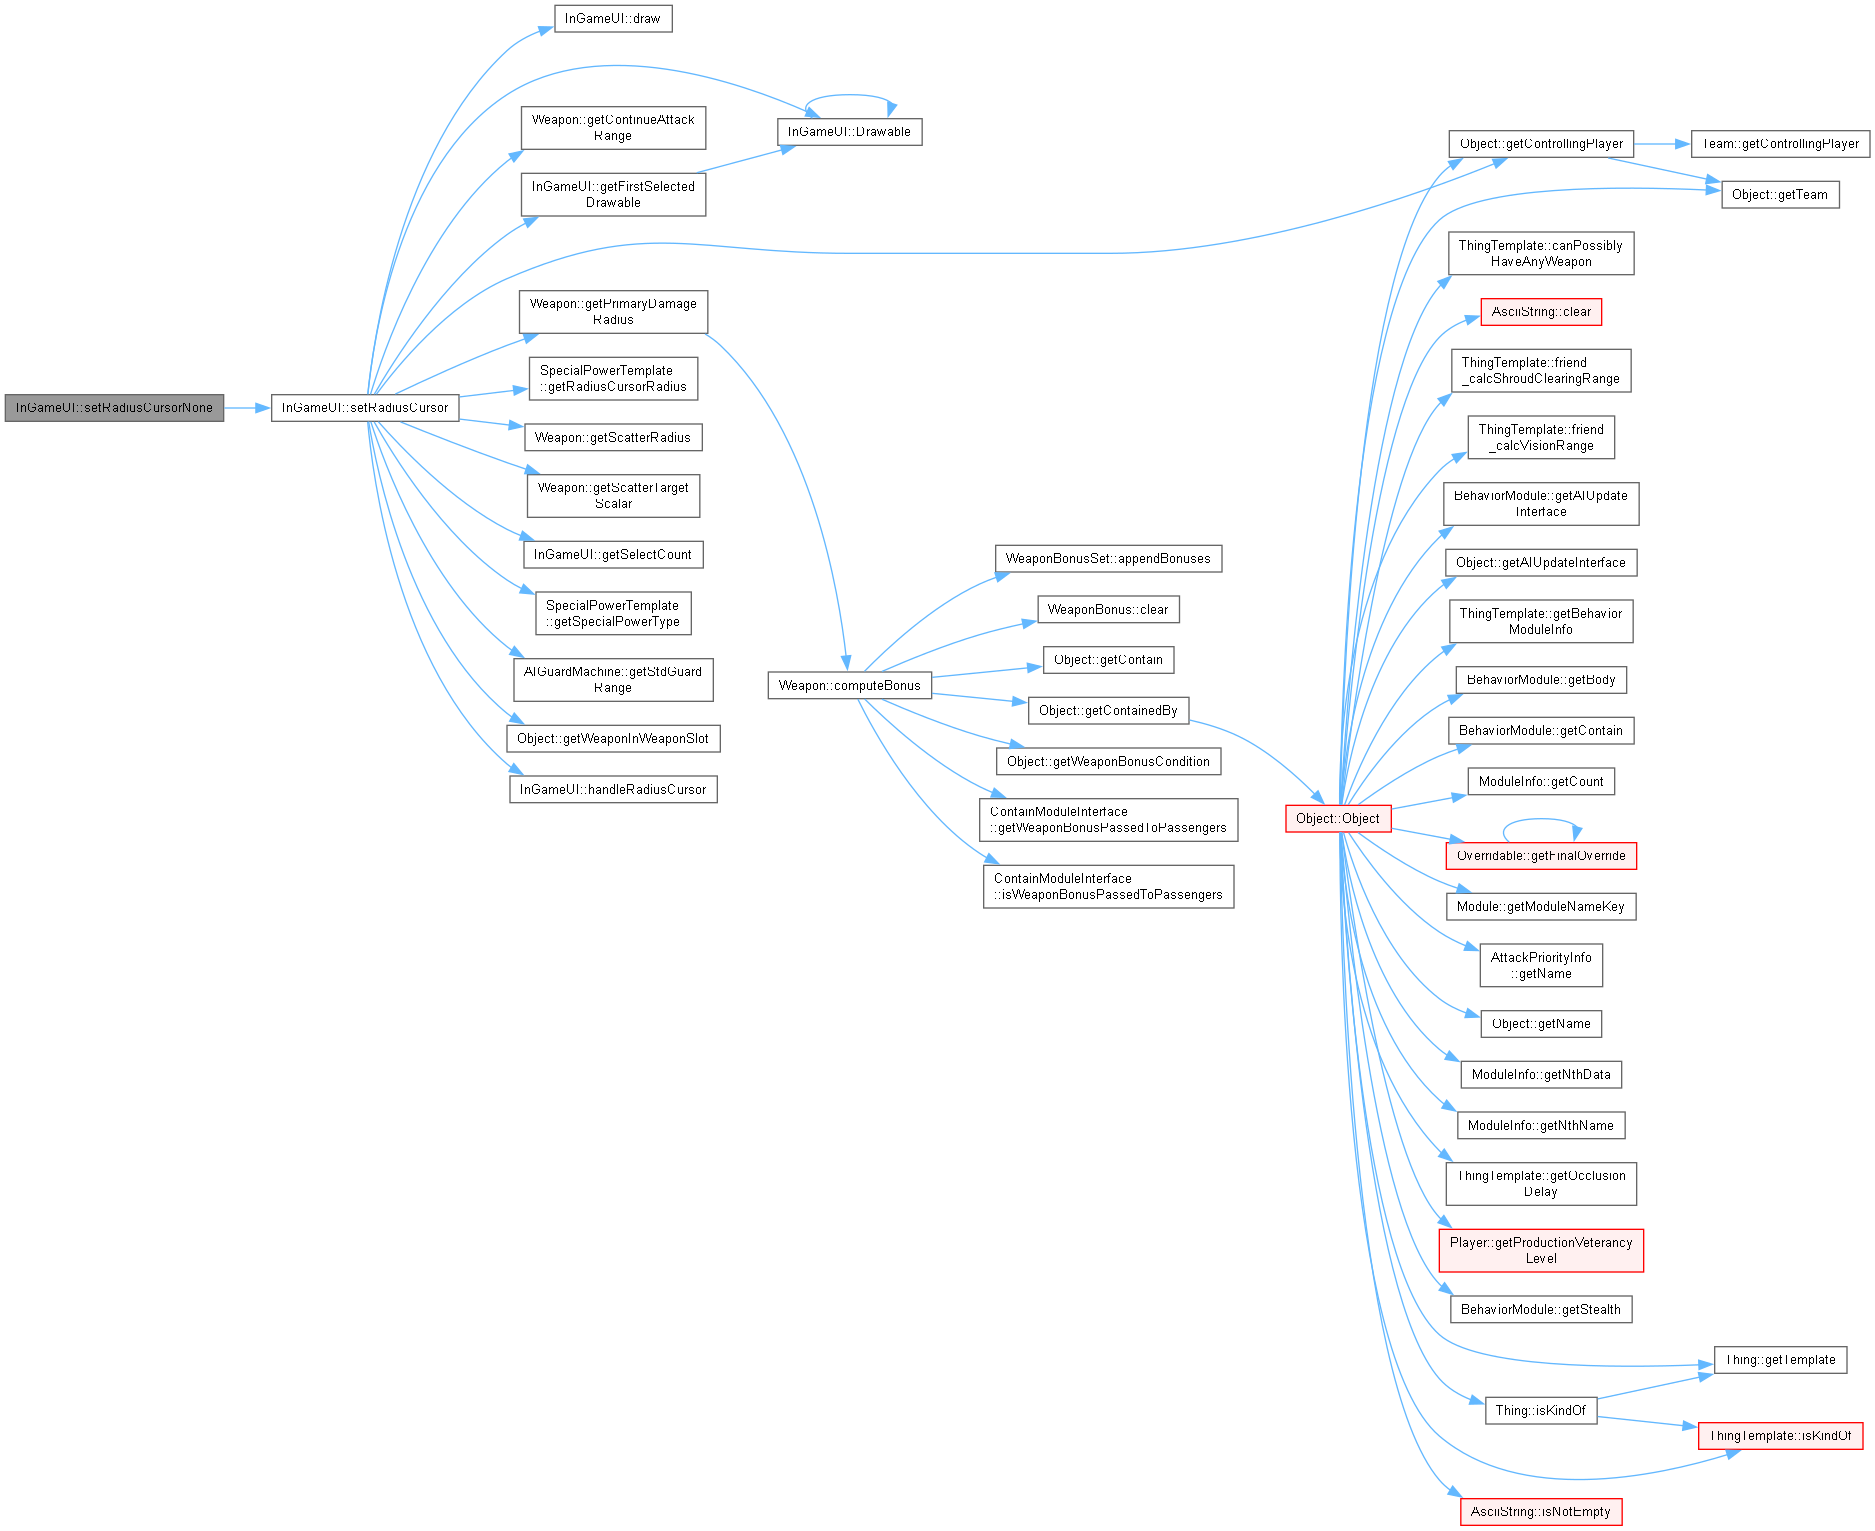 InGameUI::setRadiusCursorNone
InGameUI::setRadiusCursor
InGameUI::draw
InGameUI::Drawable
Weapon::getContinueAttack
Range
InGameUI::getFirstSelected
Drawable
Weapon::getPrimaryDamage
Radius
SpecialPowerTemplate
::getRadiusCursorRadius
Weapon::getScatterRadius
Weapon::getScatterTarget
Scalar
InGameUI::getSelectCount
SpecialPowerTemplate
::getSpecialPowerType
AIGuardMachine::getStdGuard
Range
Object::getWeaponInWeaponSlot
InGameUI::handleRadiusCursor
Weapon::computeBonus
WeaponBonusSet::appendBonuses
WeaponBonus::clear
Object::getContain
Object::getContainedBy
Object::getWeaponBonusCondition
ContainModuleInterface
::getWeaponBonusPassedToPassengers
ContainModuleInterface
::isWeaponBonusPassedToPassengers
Object::Object
Object::getControllingPlayer
Team::getControllingPlayer
Object::getTeam
ThingTemplate::canPossibly
HaveAnyWeapon
AsciiString::clear
ThingTemplate::friend
_calcShroudClearingRange
ThingTemplate::friend
_calcVisionRange
BehaviorModule::getAIUpdate
Interface
Object::getAIUpdateInterface
ThingTemplate::getBehavior
ModuleInfo
BehaviorModule::getBody
BehaviorModule::getContain
ModuleInfo::getCount
Overridable::getFinalOverride
Module::getModuleNameKey
AttackPriorityInfo
::getName
Object::getName
ModuleInfo::getNthData
ModuleInfo::getNthName
ThingTemplate::getOcclusion
Delay
Player::getProductionVeterancy
Level
BehaviorModule::getStealth
Thing::getTemplate
Thing::isKindOf
ThingTemplate::isKindOf
AsciiString::isNotEmpty